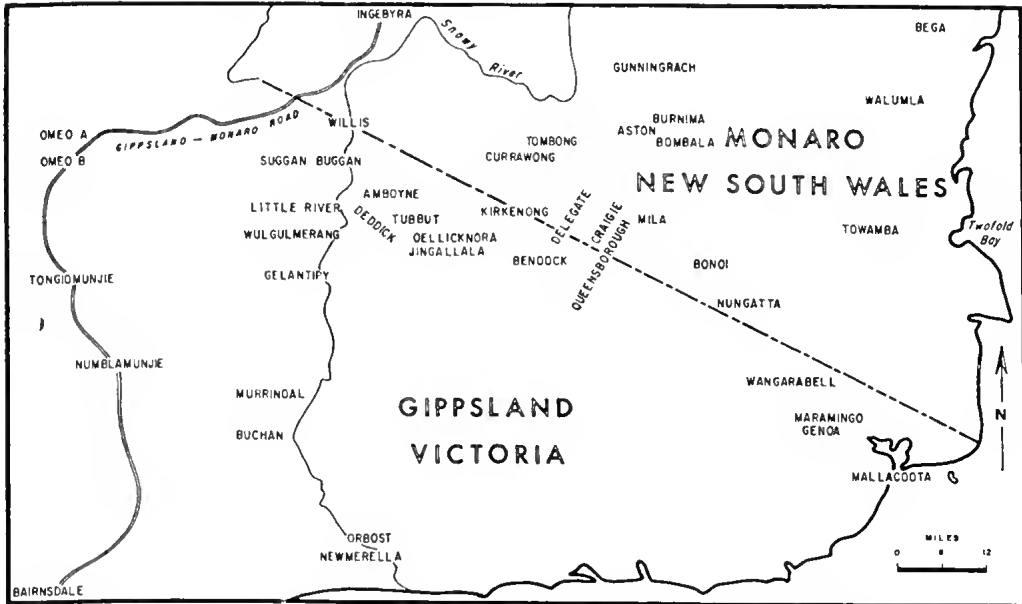 INGEBYRA
BEGA
Snowy River
GUNNINGRACH
WALUMLA
GIPPSLAND — MONARO ROAD
OMEO A
OMEO B
WILLIS
BURNIMA
ASTON
BOMBALA
MONARO
TOMBONG
CURRAWONG
SUGGAN BUGGAN
NEW SOUTH WALES
AMBOYNE
LITTLE RIVER
DEDDICK
TUBBUT
KIRKENONG
DELEGATE
CRAIGIE
MILA
TOWAMBA
Twofold
Bay
WULGULMERANG
OELLICKNORA
JINGALLALA
BENDOCK
QUEENSBOROUGH
BONDI
GELANTIPY
TONGIOMUNJIE
NUNGATTA
NUMBLAMUNJIE
WANGARABELL
MURRINDAL
GIPPSLAND
VICTORIA
MARAMINGO
GENOA
N
BUCHAN
MALLACOOTA
ORBOST
NEWMERELLA
MILES
0 6 12
BAIRNSDALE